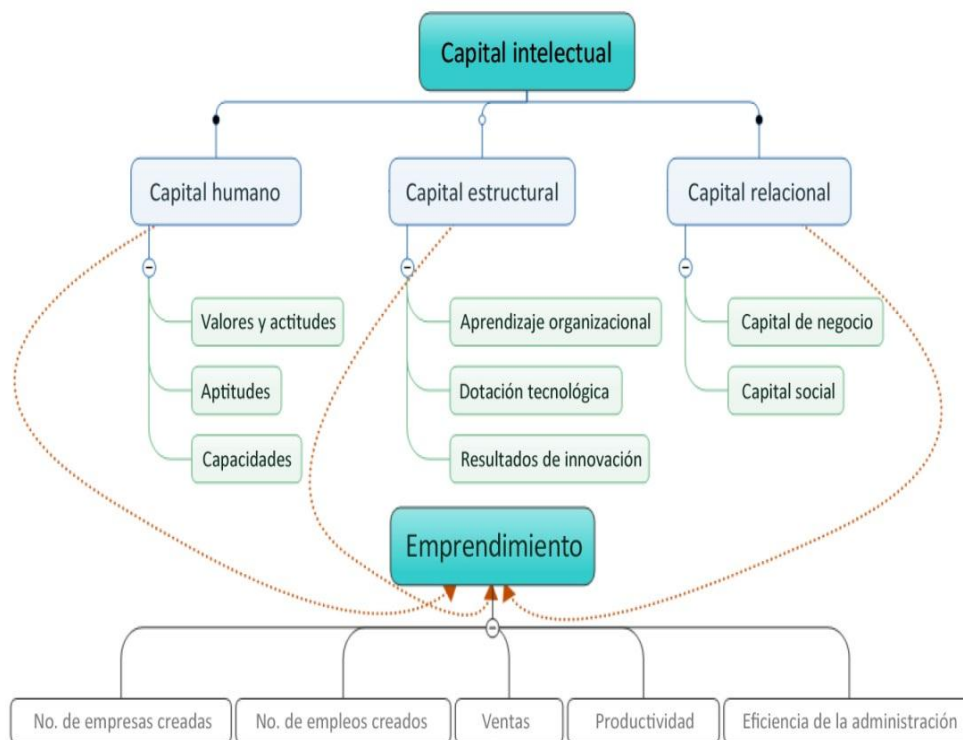 Capital intelectual
Capital humano
Capital estructural
Capital relacional
Valores y actitudes
Aprendizaje organizacional
Capital de negocio
Aptitudes
Dotación tecnológica
Capital social
Capacidades
Resultados de innovación
Emprendimiento
No. de empresas creadas
No. de empleos creados
Ventas
Productividad
Eficiencia de la administración